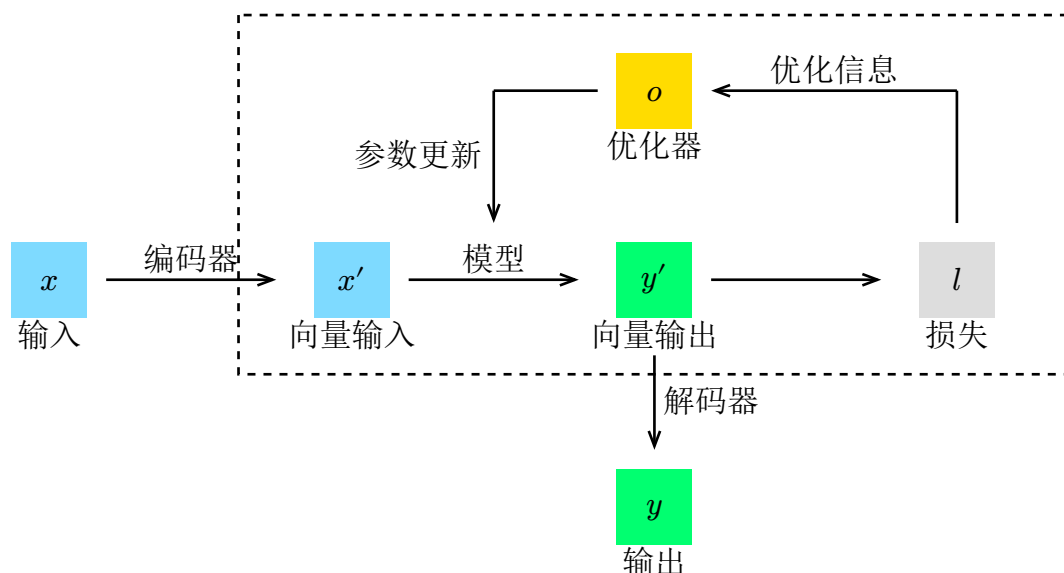 o
优化信息
优化器
参数更新
编码器
模型
x
x′
y′
l
输入
向量输入
向量输出
损失
解码器
y
输出